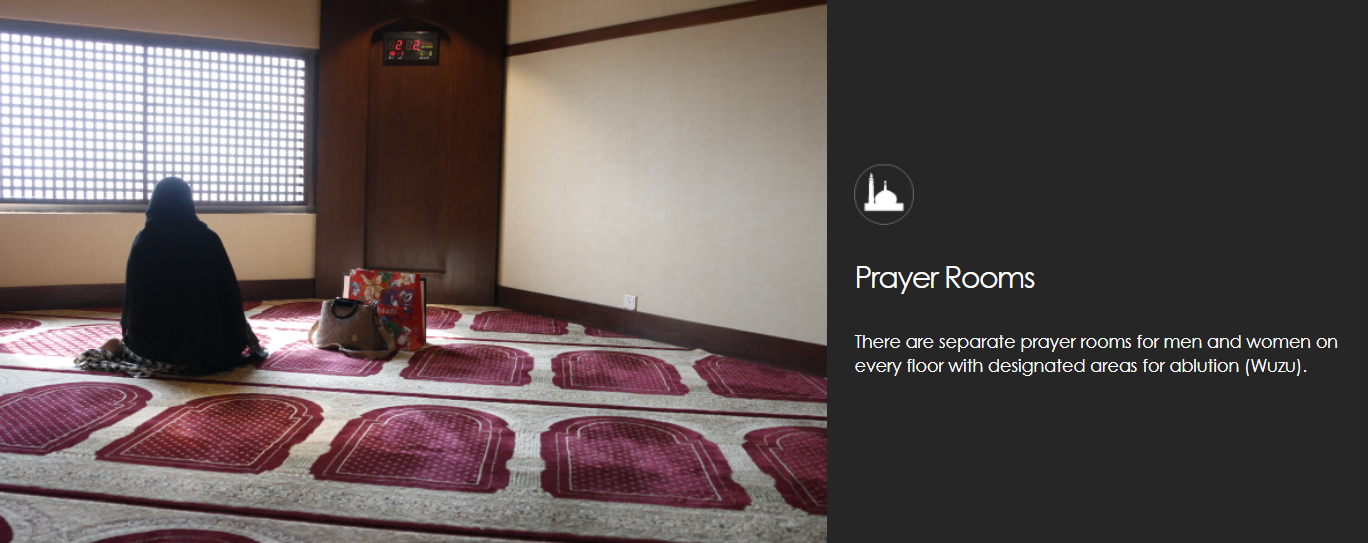 Prayer Rooms
There are separate prayer rooms for men and women on
every floor with designated areas for ablution (Wuzu).